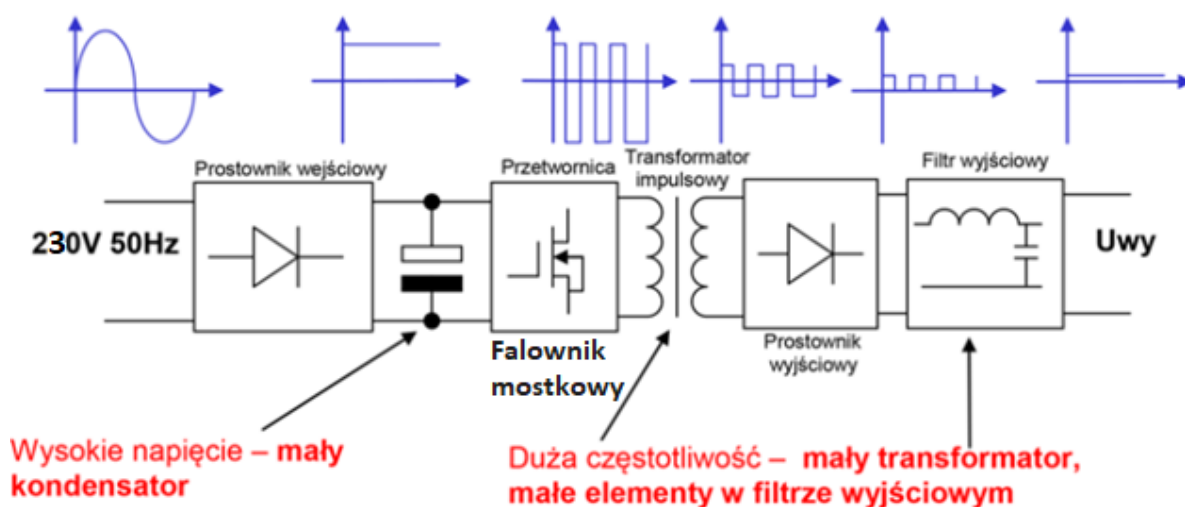 Prostownik wejściowy
Przetwornica
Transformator
impulsowy
Filtr wyjściowy
230V 50Hz
Uwy
Falownik
mostkowy
Prostownik
wyjściowy
Wysokie napięcie – mały
kondensator
Duża częstotliwość – mały transformator,
małe elementy w filtrze wyjściowym